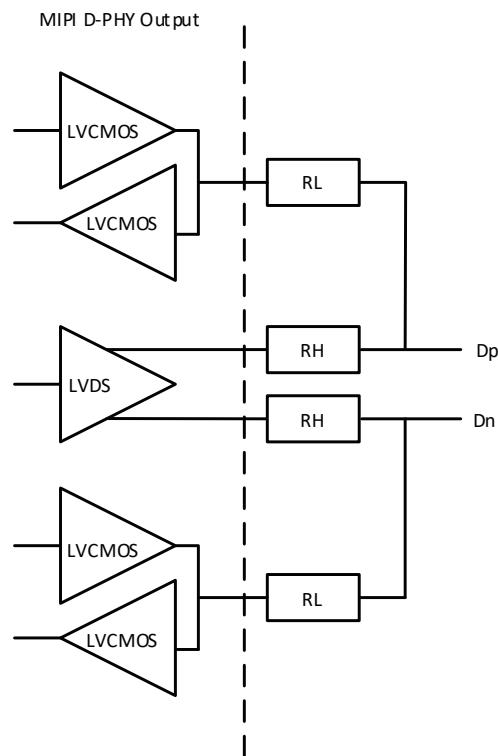 MIPI D-PHY Output
LVCMOS
RL
LVCMOS
RH
Dp
LVDS
RH
Dn
LVCMOS
RL
LVCMOS